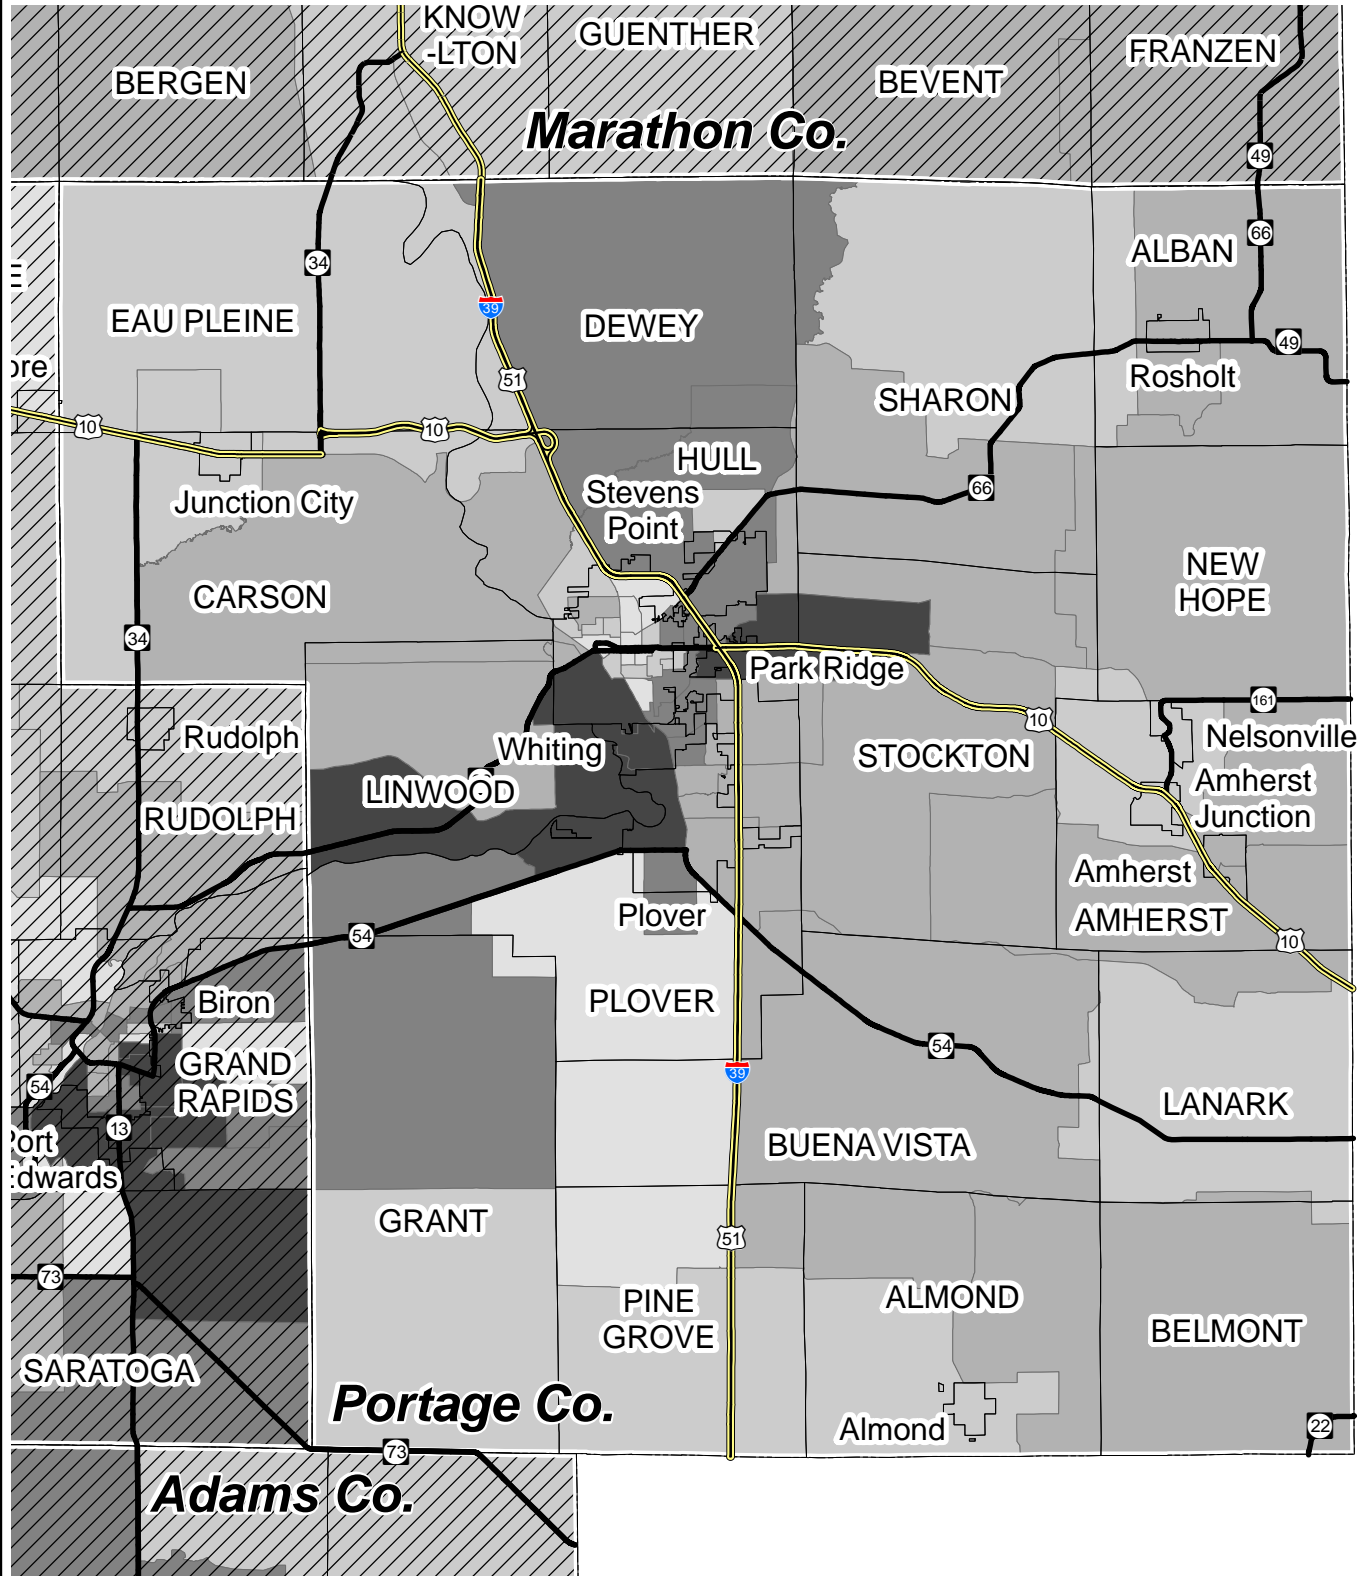 KNOW
-LTON
GUENTHER
FRANZEN
BERGEN
BEVENT
Marathon Co.
49
66
ALBAN
34
E
39
EAU PLEINE
DEWEY
49
ore
51
Rosholt
SHARON
10
10
HULL
66
Stevens
Point
Junction City
NEW
HOPE
CARSON
34
Park Ridge
161
10
Rudolph
Whiting
Nelsonville
STOCKTON
LINWOOD
Amherst
Junction
RUDOLPH
Amherst
Plover
AMHERST
54
10
Biron
PLOVER
54
GRAND
RAPIDS
39
54
LANARK
13
Port
Edwards
BUENA VISTA
GRANT
51
73
PINE
GROVE
ALMOND
BELMONT
SARATOGA
Portage Co.
Almond
22
73
Adams Co.